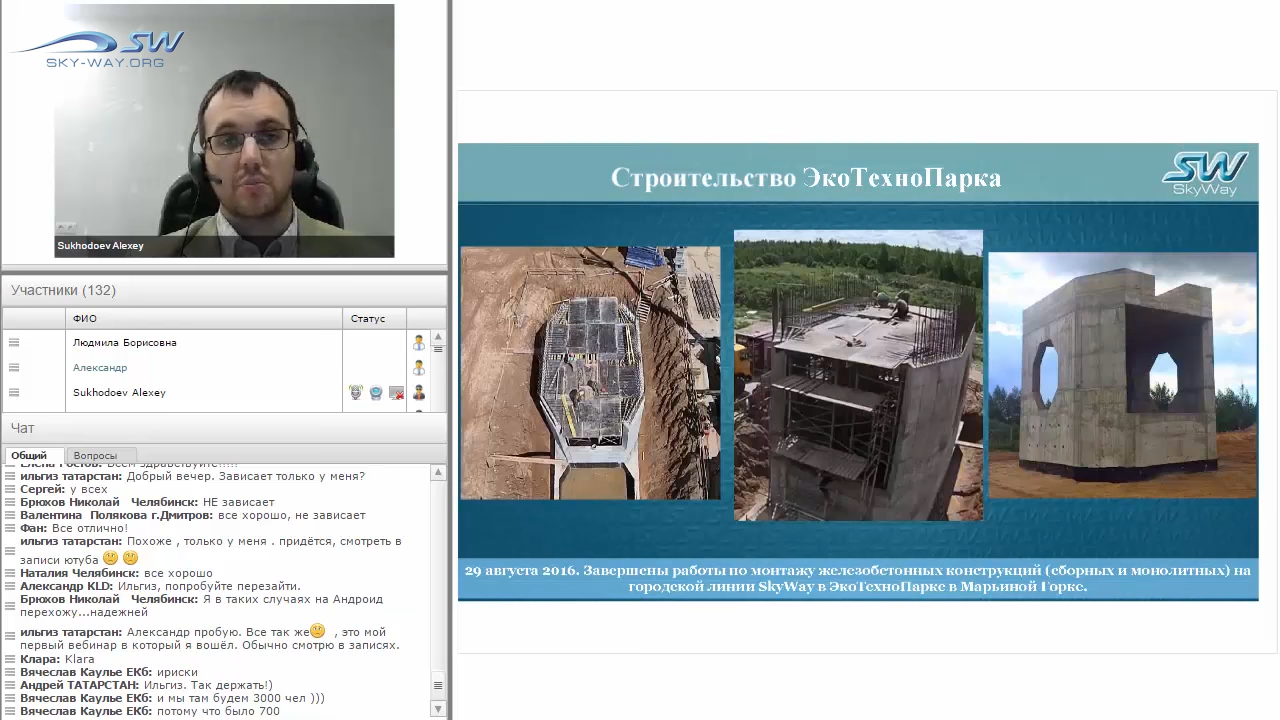 SW
SKY-WAY.ORG
Sukhodoev Alexey
Участники (132)
ФИО
Статус
Людмила Борисовна
Александр
Sukhodoev Alexey
Чат
Общий
Вопросы
ильгиз татарстан: Добрый вечер. Зависает только у меня?
Сергей: у всех
Брюхов Николай Челябинск: НЕ зависает
Валентина Полякова г.Дмитров: все хорошо, не зависает
Фан: Все отлично!
ильгиз татарстан: Похоже , только у меня . придётся, смотреть в
записи ютуба
Наталия Челябинск: все хорошо
Александр KLD: Ильгиз, попробуйте перезайти.
Брюхов Николай Челябинск: Я в таких случаях на Андроид
перехожу...надежней
ильгиз татарстан: Александр пробую. Все так же , это мой
первый вебинар в который я вошёл. Обычно смотрю в записях.
Клара: Klara
Вячеслав Каулье ЕКб: ириски
Андрей ТАТАРСТАН: Ильгиз. Так держать!)
Вячеслав Каулье ЕКб: и мы там будем 3000 чел )))
Вячеслав Каулье ЕКб: потому что было 700
Строительство ЭкоТехноПарка
SW
SkyWay
29 августа 2016. Завершены работы по монтажу железобетонных конструкций (сборных и монолитных) на
городской линии SkyWay в ЭкоТехноПарке в Марьиной Горке.